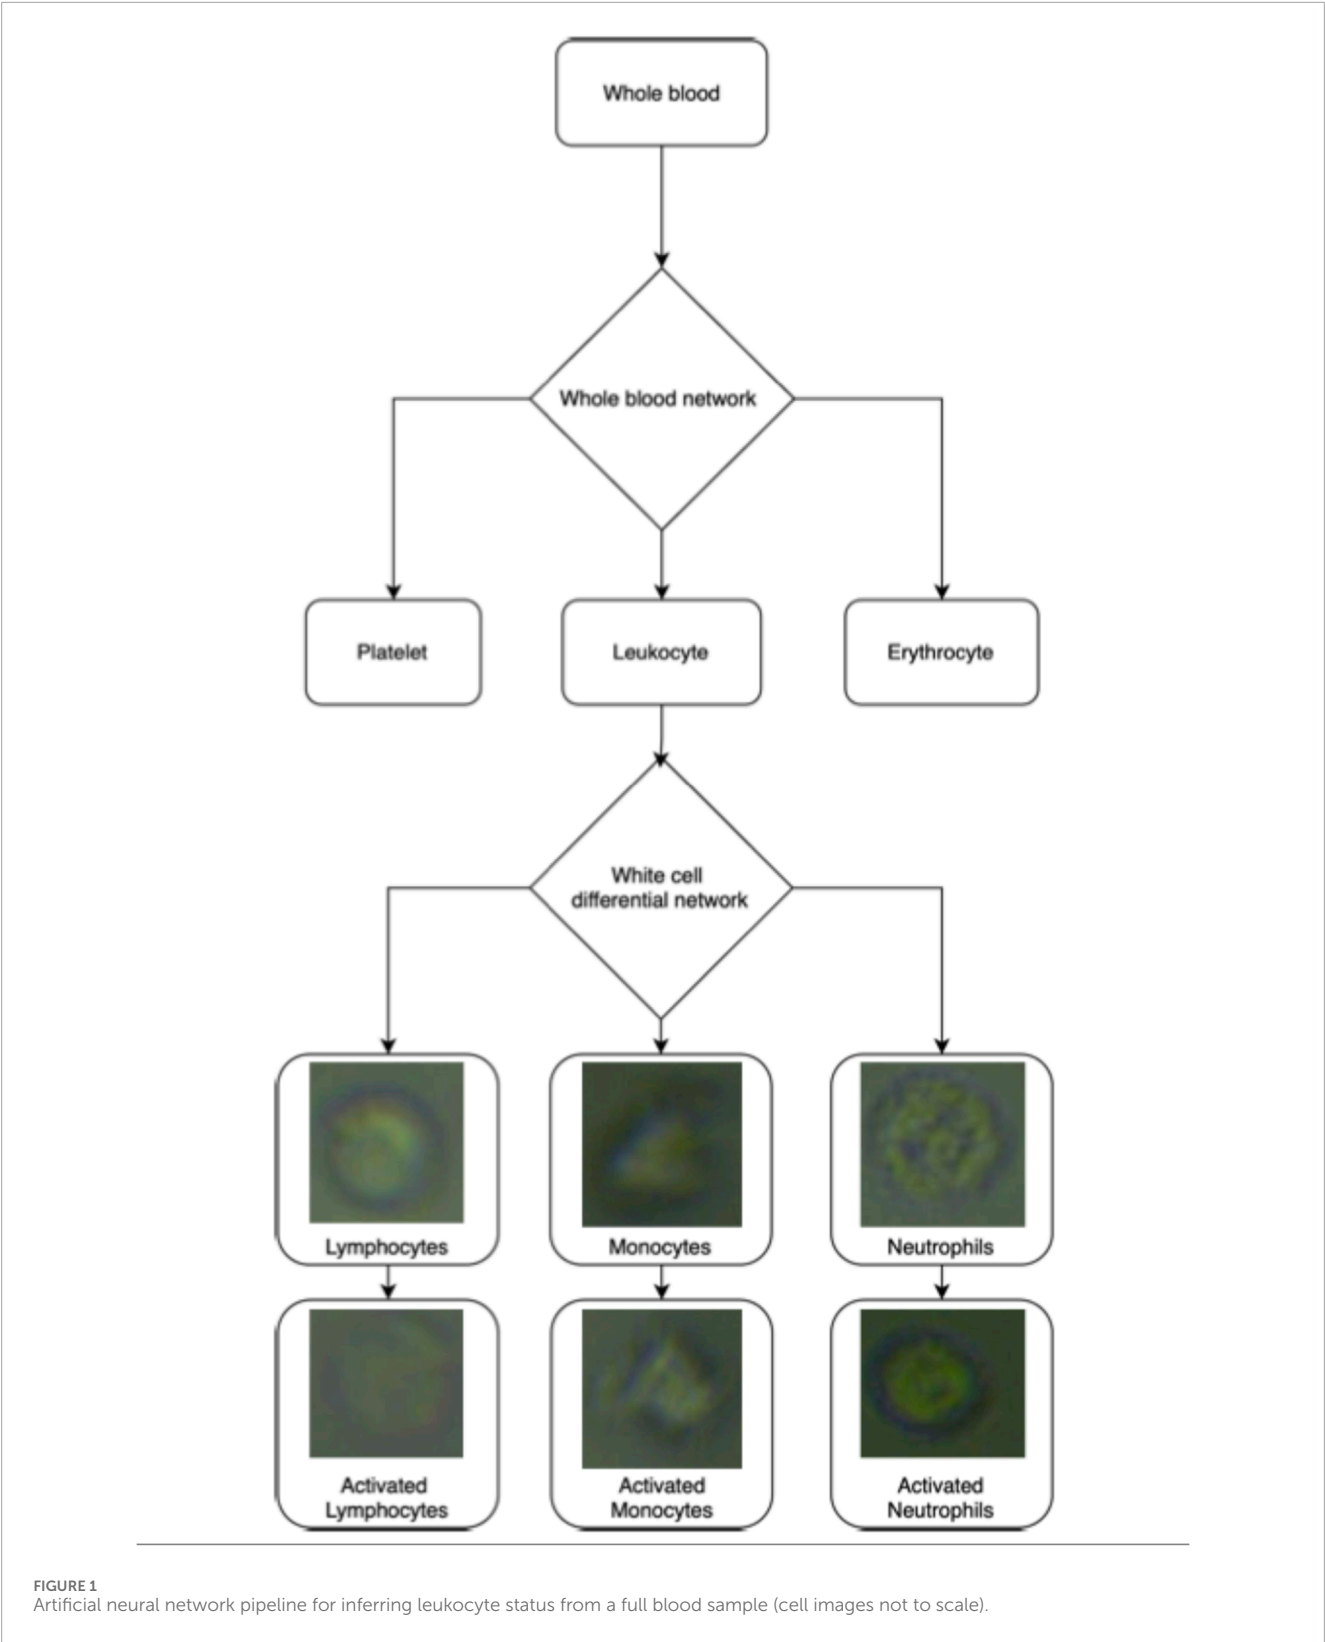 Whole blood
Whole blood network
Platelet
Leukocyte
Erythrocyte
White cell
differential network
Lymphocytes
Monocytes
Neutrophils
Activated
Lymphocytes
Activated
Monocytes
Activated
Neutrophils
FIGURE 1
Artificial neural network pipeline for inferring leukocyte status from a full blood sample (cell images not to scale).